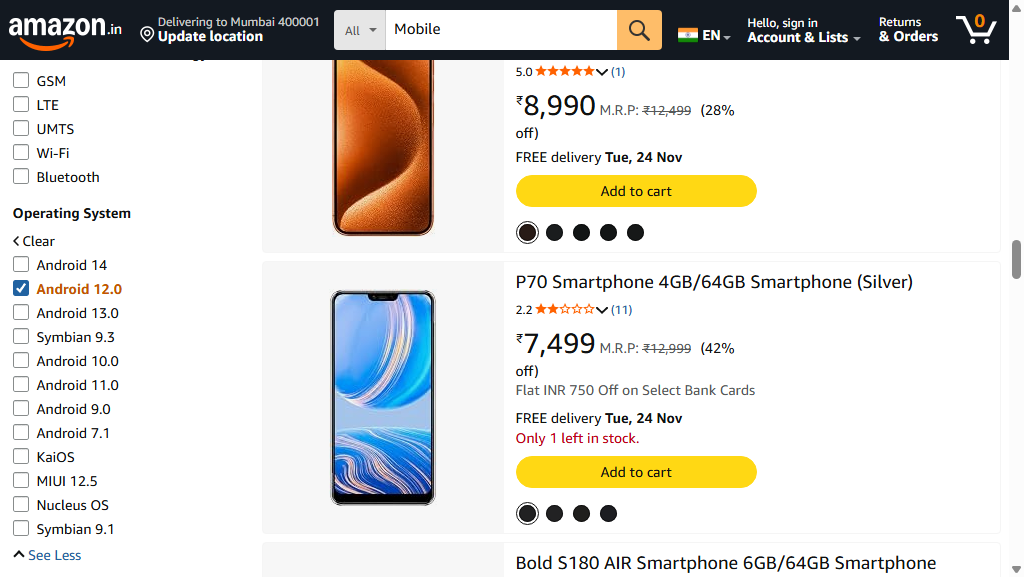 amazon.in
Delivering to Mumbai 400001
Update location
All
Mobile
EN
Hello, sign in
Account & Lists
Returns
& Orders
0
GSM
LTE
UMTS
Wi-Fi
Bluetooth
Operating System
Clear
Android 14
Android 12.0
Android 13.0
Symbian 9.3
Android 10.0
Android 11.0
Android 9.0
Android 7.1
KaiOS
MIUI 12.5
Nucleus OS
Symbian 9.1
See Less
5.0 (1)
₹8,990 M.R.P: ₹12,499 (28%
off)
FREE delivery Tue, 24 Nov
Add to cart
P70 Smartphone 4GB/64GB Smartphone (Silver)
2.2 (11)
₹7,499 M.R.P: ₹12,999 (42%
off)
Flat INR 750 Off on Select Bank Cards
FREE delivery Tue, 24 Nov
Only 1 left in stock.
Add to cart
Bold S180 AIR Smartphone 6GB/64GB Smartphone